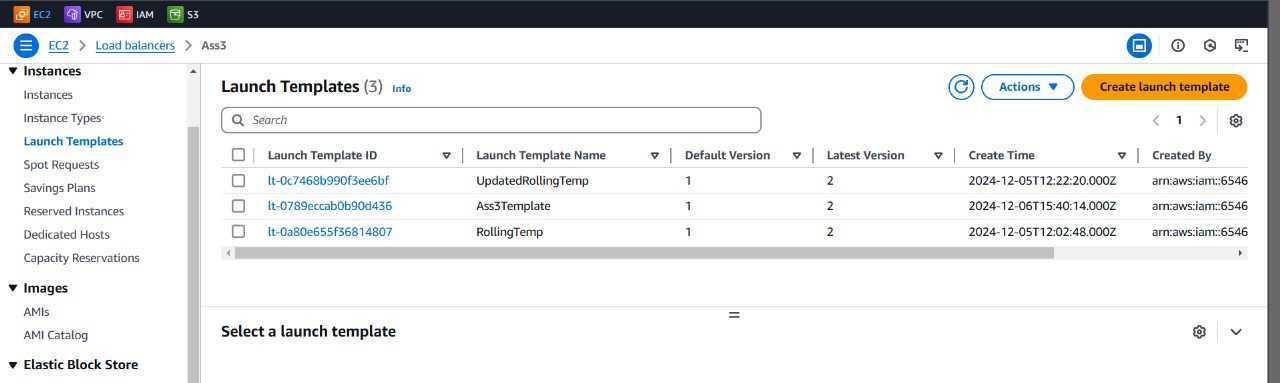 EC2 VPC IAM S3
EC2 > Load balancers > Ass3
Instances
Instances
Instance Types
Launch Templates
Spot Requests
Savings Plans
Reserved Instances
Dedicated Hosts
Capacity Reservations
Images
AMIs
AMI Catalog
Elastic Block Store
Launch Templates (3) Info
Actions
Create launch template
Search
1
Launch Template ID Launch Template Name Default Version Latest Version Create Time Created By
lt-0c7468b990f3ee6bf UpdatedRollingTemp 1 2 2024-12-05T12:22:20.000Z arn:aws:iam::6546
lt-0789eccab0b90d436 Ass3Template 1 2 2024-12-06T15:40:14.000Z arn:aws:iam::6546
lt-0a80e655f36814807 RollingTemp 1 2 2024-12-05T12:02:48.000Z arn:aws:iam::6546
Select a launch template